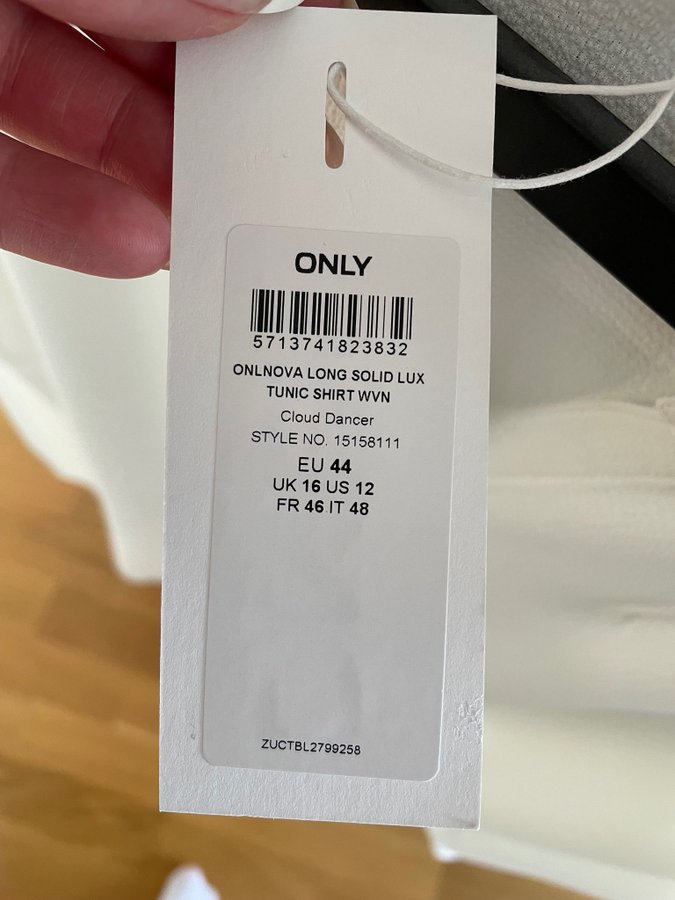 ONLY
5713741823832
ONLNOVA LONG SOLID LUX
TUNIC SHIRT WVN
Cloud Dancer
STYLE NO. 15158111
EU 44
UK 16 US 12
FR 46 IT 48
ZUCTBL2799258